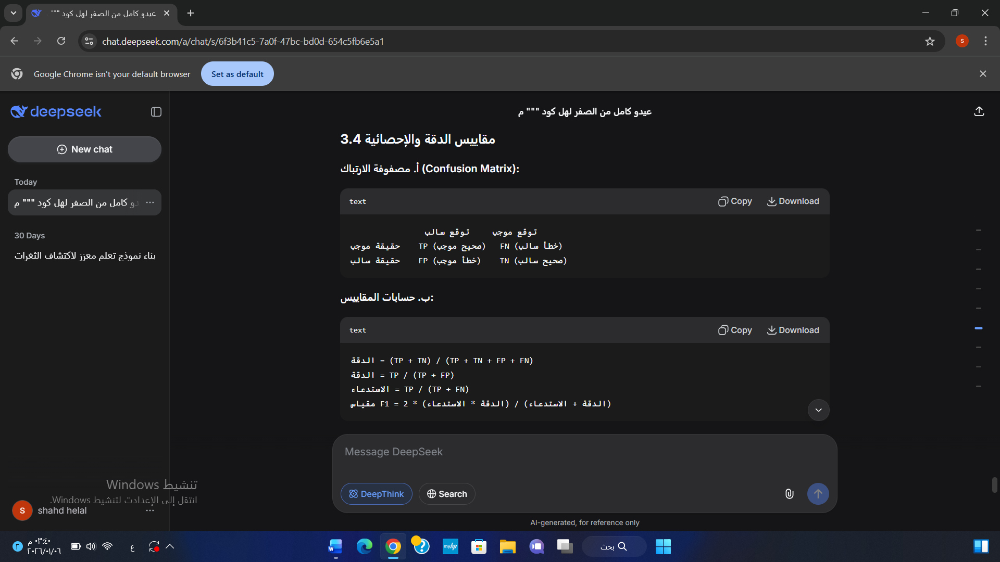 عيدو كامل من الصفر لهل كود """
chat.deepseek.com/a/chat/s/6f3b41c5-7a0f-47bc-bd0d-654c5fb6e5a1
S
Google Chrome isn't your default browser
Set as default
deepseek
New chat
Today
دو كامل من الصفر لهل كود """ م
30 Days
بناء نموذج تعلم معزز لاكتشاف الثغرات
عيدو كامل من الصفر لهل كود """ م
3.4 مقاييس الدقة والإحصائية
أ. مصفوفة الارتباك (Confusion Matrix):
text
Copy
Download
توقع سالب توقع موجب
حقيقة موجب TP (صحيح موجب) FN (خطأ سالب)
حقيقة سالب FP (خطأ موجب) TN (صحيح سالب)
ب. حسابات المقاييس:
text
Copy
Download
الدقة = (TP + TN) / (TP + TN + FP + FN)
الدقة = TP / (TP + FP)
الاستدعاء = TP / (TP + FN)
مقياس F1 = 2 * (الدقة * الاستدعاء) / (الدقة + الاستدعاء)
Message DeepSeek
DeepThink
Search
AI-generated, for reference only
تنشيط Windows
انتقل إلى الإعدادت لتنشيط Windows.
S
shahd helal
٢
٠٣:٤٠ م
٢٠٢٦/٠١/٠٦
ع
W
myhp
بحث